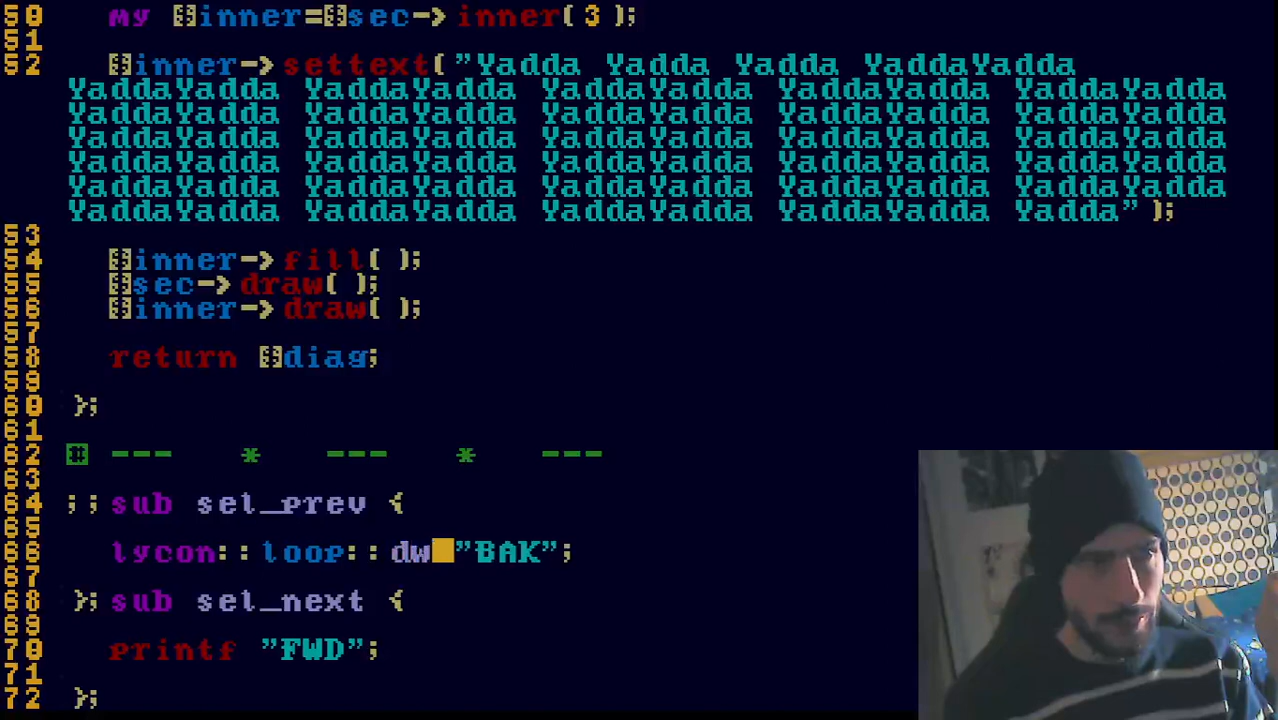 50 my $inner=$sec->inner(3);
51
52 $inner->settext("Yadda Yadda Yadda YaddaYadda
YaddaYadda YaddaYadda YaddaYadda YaddaYadda YaddaYadda
YaddaYadda YaddaYadda YaddaYadda YaddaYadda YaddaYadda
YaddaYadda YaddaYadda YaddaYadda YaddaYadda YaddaYadda
YaddaYadda YaddaYadda YaddaYadda YaddaYadda YaddaYadda
YaddaYadda YaddaYadda YaddaYadda YaddaYadda YaddaYadda
YaddaYadda YaddaYadda YaddaYadda YaddaYadda Yadda");
53
54 $inner->fill( );
55 $sec->draw( );
56 $inner->draw( );
57
58 return $diag;
59
60 };
61
62 # --- * --- * ---
63
64 ;;sub sel_prev {
65
66 lycon::loop::dw "BAK";
67
68 };sub sel_next {
69
70 printf "FWD";
71
72 };